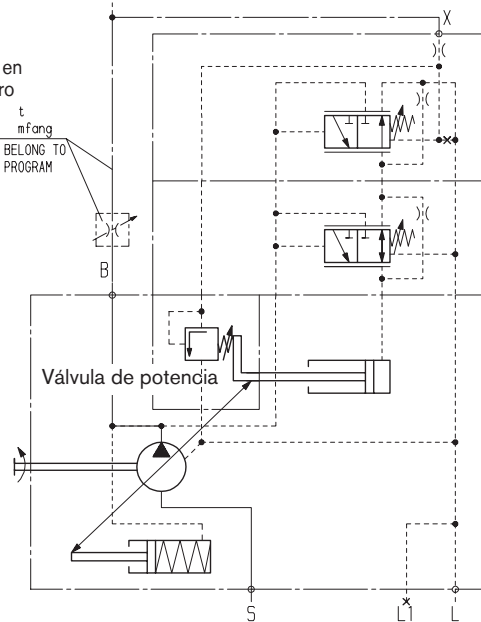 X
en
ro
t
mfang
BELONG TO
PROGRAM
B
Válvula de potencia
S
L1
L